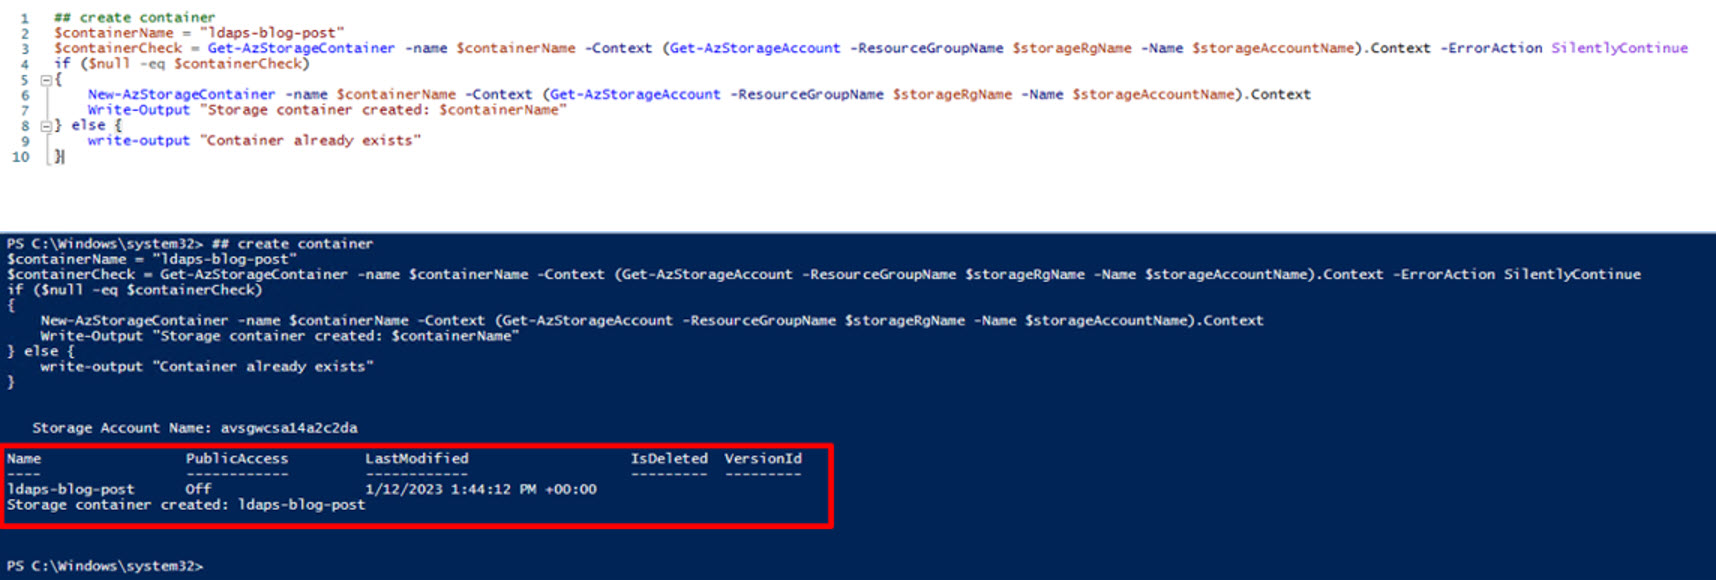 1 ## create container
2 $containerName = "ldaps-blog-post"
3 $containerCheck = Get-AzStorageContainer -name $containerName -Context (Get-AzStorageAccount -ResourceGroupName $storageRgName -Name $storageAccountName).Context -ErrorAction SilentlyContinue
4 if ($null -eq $containerCheck)
5 {
6 New-AzStorageContainer -name $containerName -Context (Get-AzStorageAccount -ResourceGroupName $storageRgName -Name $storageAccountName).Context
7 Write-Output "Storage container created: $containerName"
8 } else {
9 write-output "Container already exists"
10 }
PS C:\Windows\system32> ## create container
$containerName = "ldaps-blog-post"
$containerCheck = Get-AzStorageContainer -name $containerName -Context (Get-AzStorageAccount -ResourceGroupName $storageRgName -Name $storageAccountName).Context -ErrorAction SilentlyContinue
if ($null -eq $containerCheck)
{
New-AzStorageContainer -name $containerName -Context (Get-AzStorageAccount -ResourceGroupName $storageRgName -Name $storageAccountName).Context
Write-Output "Storage container created: $containerName"
} else {
write-output "Container already exists"
}
Storage Account Name: avsgwcsa14a2c2da
Name PublicAccess LastModified IsDeleted VersionId
---- ------------ ------------ --------- ---------
ldaps-blog-post Off 1/12/2023 1:44:12 PM +00:00
Storage container created: ldaps-blog-post
PS C:\Windows\system32>